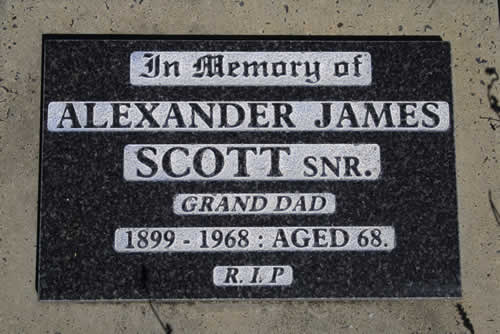 In Memory of
ALEXANDER JAMES
SCOTT SNR.
GRAND DAD
1899 - 1968 : AGED 68.
R. I. P